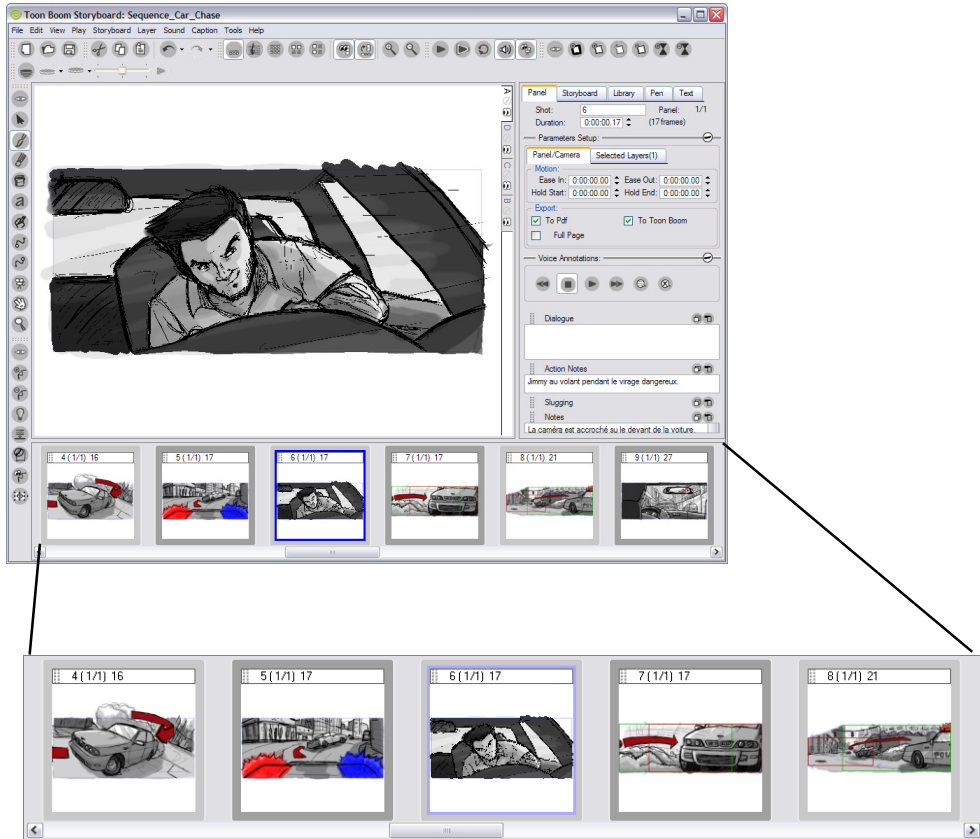 Toon Boom Storyboard: Sequence_Car_Chase
File Edit View Play Storyboard Layer Sound Caption Tools Help
A
D
C
B
Panel Storyboard Library Pen Text
Shot: 6 Panel: 1/1
Duration: 0:00:00.17 (17 frames)
Parameters Setup:
Panel/Camera Selected Layers(1)
Motion:
Ease In: 0:00:00.00 Ease Out: 0:00:00.00
Hold Start: 0:00:00.00 Hold End: 0:00:00.00
Export:
To Pdf To Toon Boom
Full Page
Voice Annotations:
Dialogue
Action Notes
Jimmy au volant pendant le virage dangereux.
Slugging
Notes
La caméra est accroché su le devant de la voiture.
4 (1/1) 16 5 (1/1) 17 6 (1/1) 17 7 (1/1) 17 8 (1/1) 21 9 (1/1) 27
4 (1/1) 16 5 (1/1) 17 6 (1/1) 17 7 (1/1) 17 8 (1/1) 21